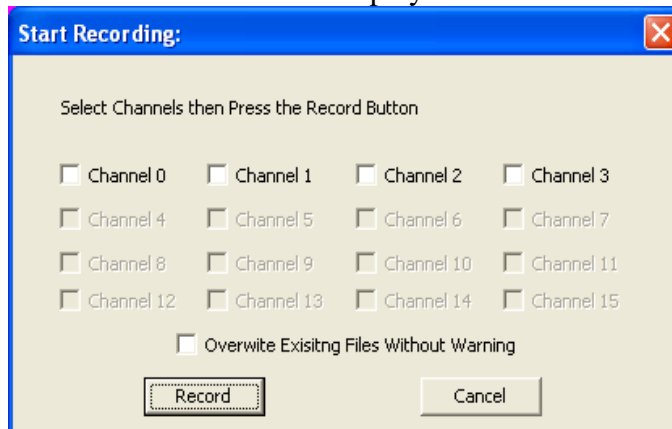 Start Recording:
Select Channels then Press the Record Button
Channel 0 Channel 1 Channel 2 Channel 3
Channel 4 Channel 5 Channel 6 Channel 7
Channel 8 Channel 9 Channel 10 Channel 11
Channel 12 Channel 13 Channel 14 Channel 15
Overwite Exisitng Files Without Warning
Record Cancel